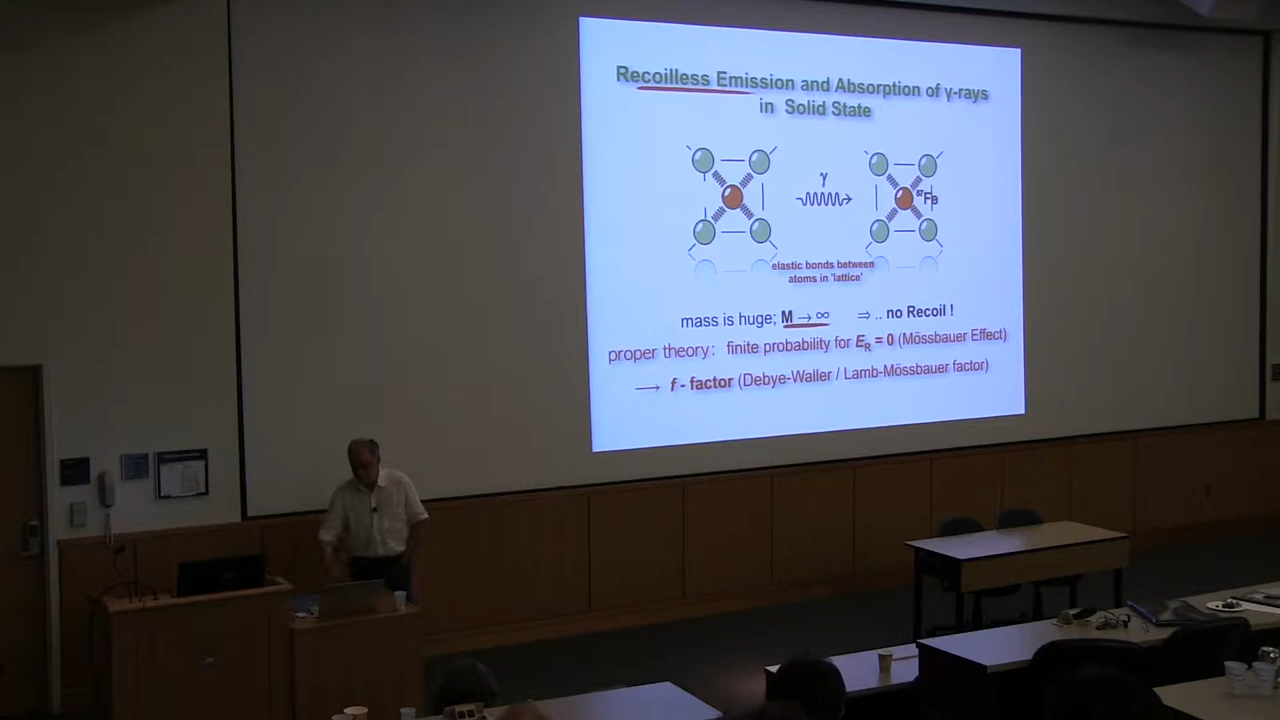 Recoilless Emission and Absorption of γ-rays
in Solid State
γ
57Fe
elastic bonds between
atoms in 'lattice'
mass is huge; M → ∞ ⇒ .. no Recoil !
proper theory: finite probability for ER = 0 (Mössbauer Effect)
→ f - factor (Debye-Waller / Lamb-Mössbauer factor)